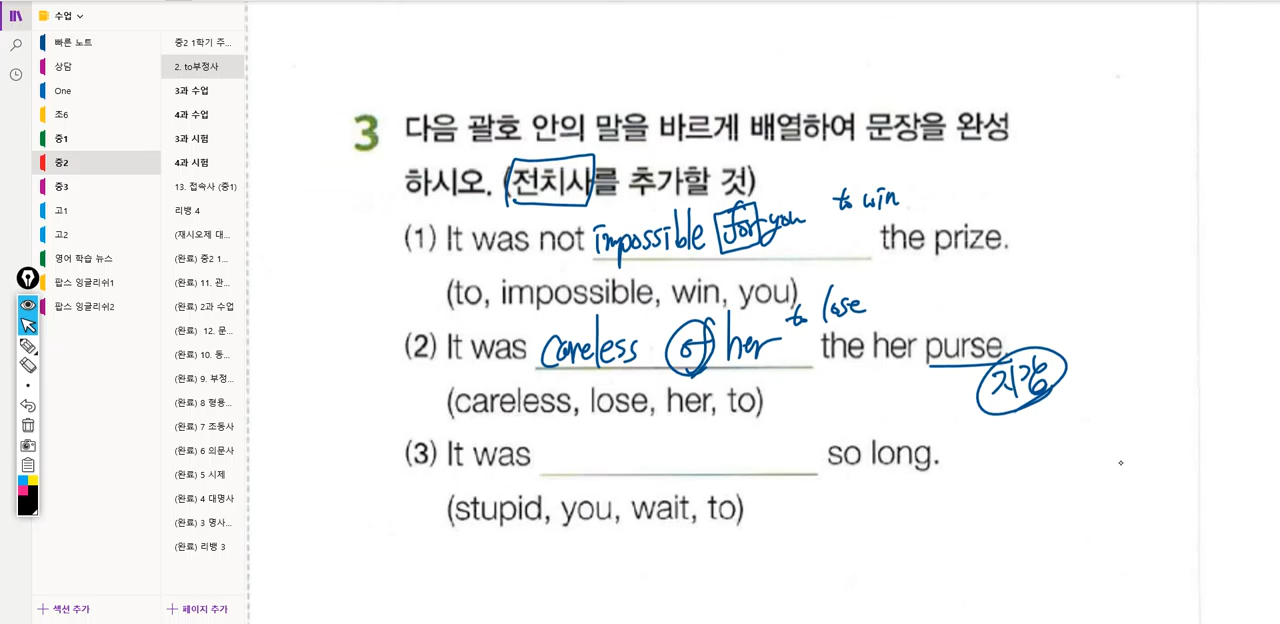 수업
빠른 노트
상담
One
초6
중1
중2
중3
고1
고2
영어 학습 뉴스
팝스 잉글리쉬1
팝스 잉글리쉬2
섹션 추가
중2 1학기 주...
2. to부정사
3과 수업
4과 수업
3과 시험
4과 시험
13. 접속사 (중1)
리뱅 4
(재시오제 대...
(완료) 중2 1...
(완료) 11. 관...
(완료) 2과 수업
(완료) 12. 문...
(완료) 10. 동...
(완료) 9. 부정...
(완료) 8 형용...
(완료) 7 조동사
(완료) 6 의문사
(완료) 5 시제
(완료) 4 대명사
(완료) 3 명사...
(완료) 리뱅 3
페이지 추가
3 다음 괄호 안의 말을 바르게 배열하여 문장을 완성
하시오. (전치사를 추가할 것)
(1) It was not impossible for you to win the prize.
(to, impossible, win, you)
(2) It was careless of her to lose the her purse.
지갑
(careless, lose, her, to)
(3) It was so long.
(stupid, you, wait, to)